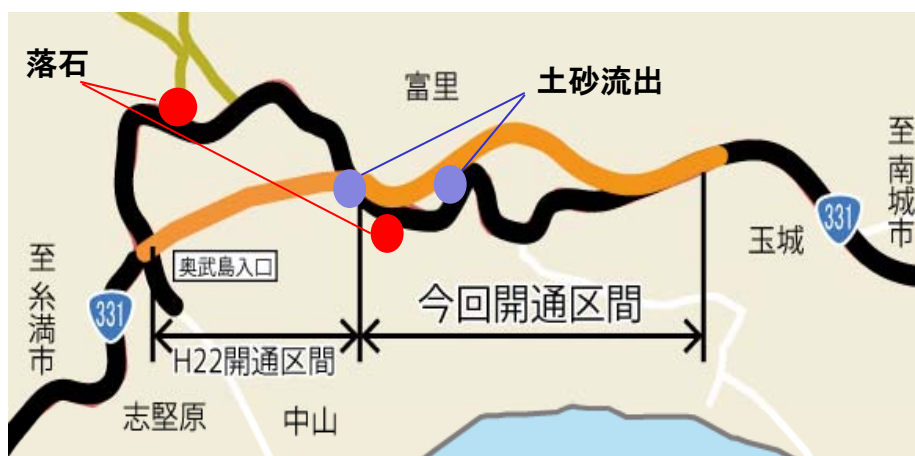 落石
富里
土砂流出
至南城市
331
玉城
奥武島入口
至糸満市
331
今回開通区間
H22開通区間
志堅原
中山